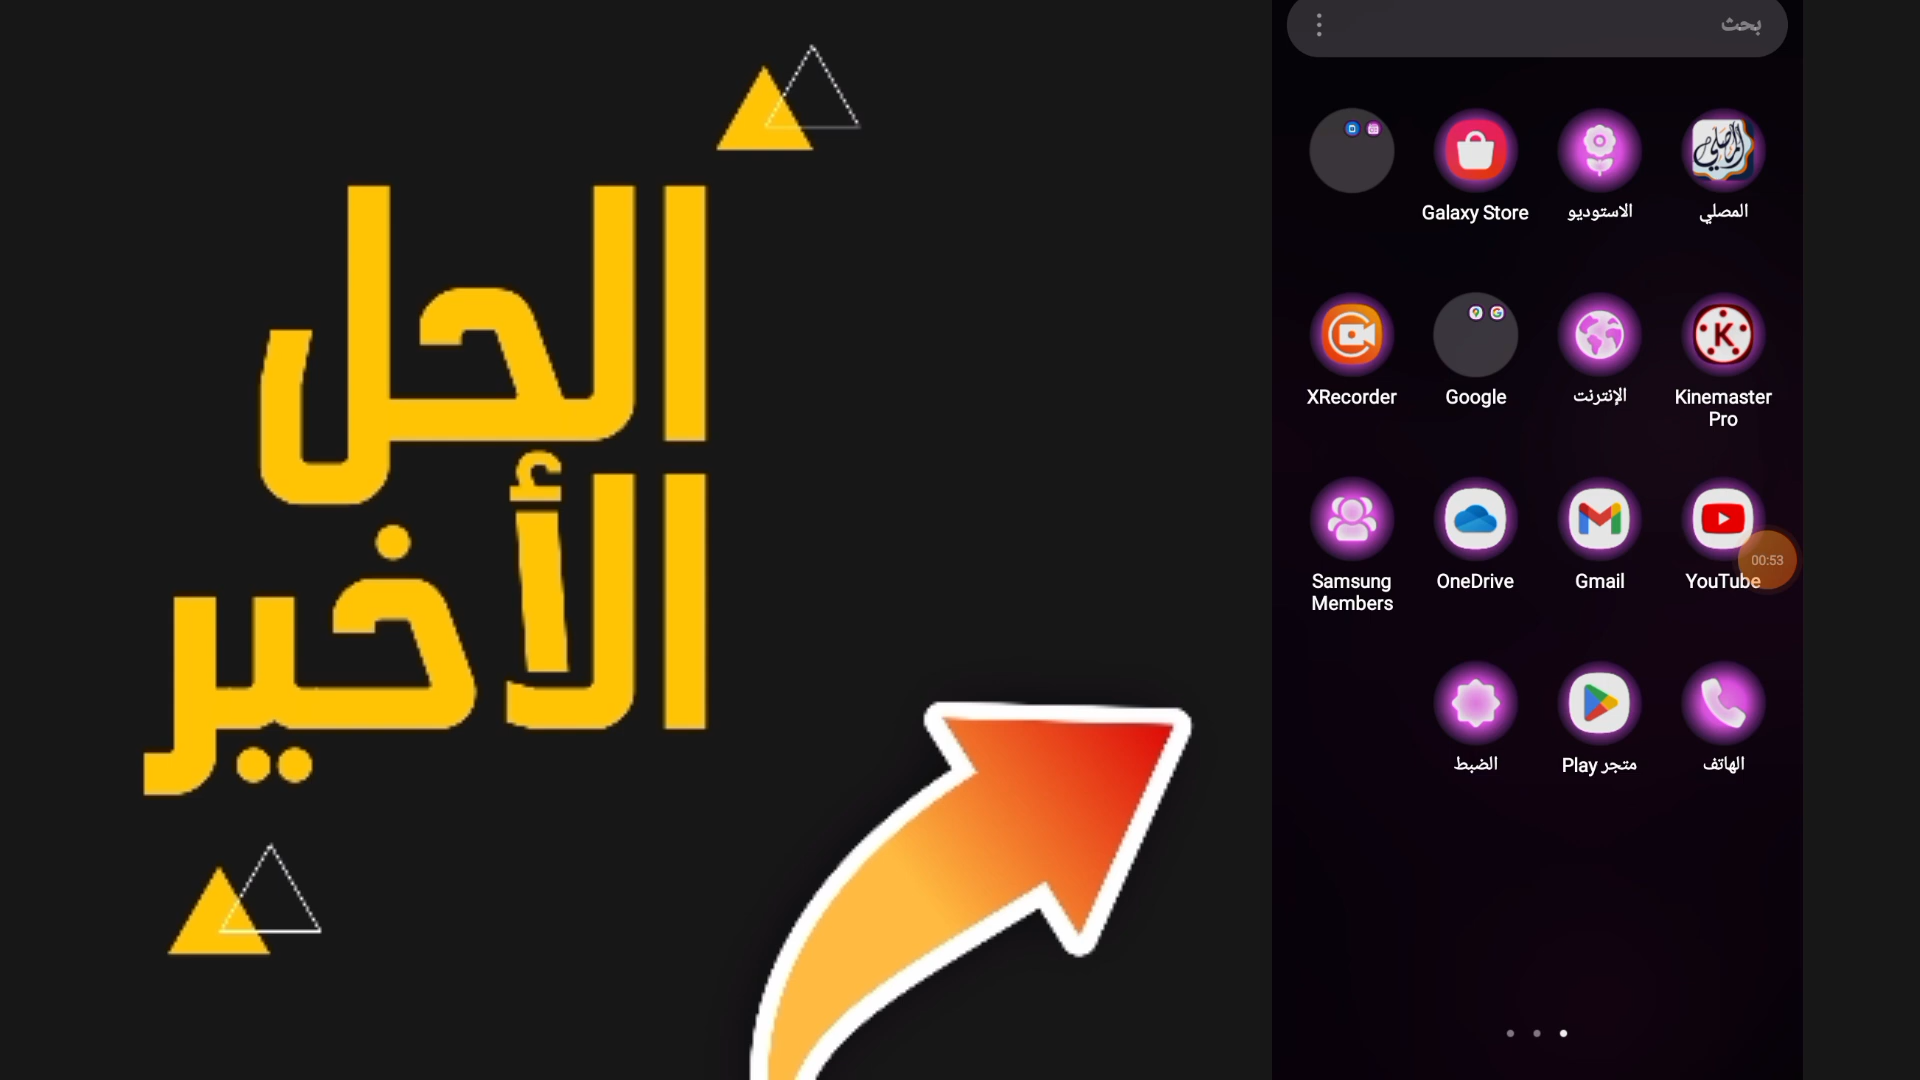 الحل
الأخير
بحث
المصلي
الاستوديو
Galaxy Store
Kinemaster
Pro
الإنترنت
Google
XRecorder
YouTube
Gmail
OneDrive
Samsung
Members
00:53
الهاتف
متجر Play
الضبط